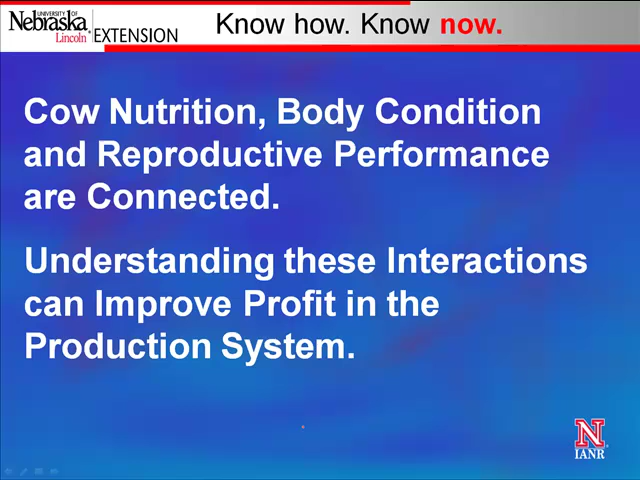 UNIVERSITY OF
Nebraska
Lincoln
EXTENSION
Know how. Know now.
Cow Nutrition, Body Condition
and Reproductive Performance
are Connected.
Understanding these Interactions
can Improve Profit in the
Production System.
N
IANR